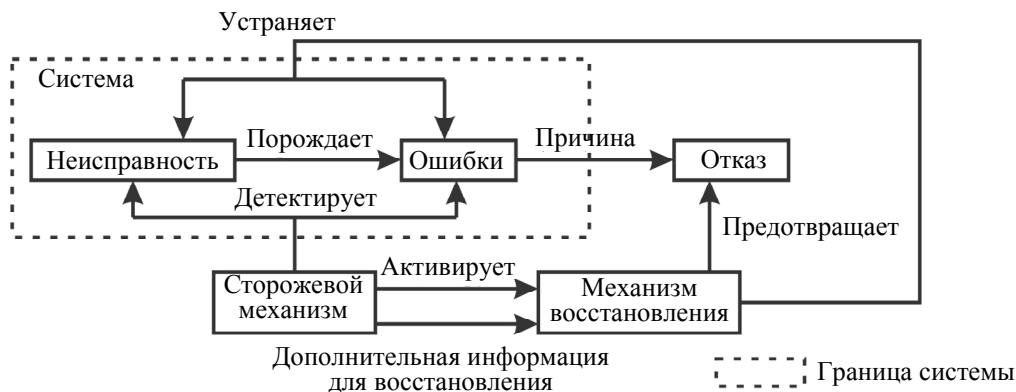 Устраняет
Система
Неисправность
Порождает
Ошибки
Причина
Отказ
Детектирует
Предотвращает
Сторожевой
механизм
Активирует
Механизм
восстановления
Дополнительная информация
для восстановления
Граница системы